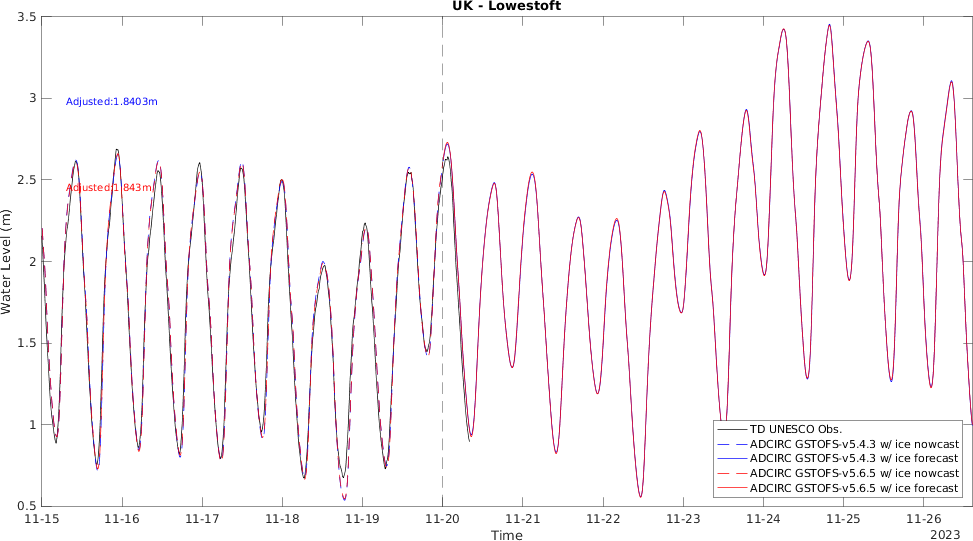 UK - Lowestoft
3.5
3
2.5
2
1.5
1
0.5
Water Level (m)
Adjusted:1.8403m
Adjusted:1.843m
TD UNESCO Obs.
ADCIRC GSTOFS-v5.4.3 w/ ice nowcast
ADCIRC GSTOFS-v5.4.3 w/ ice forecast
ADCIRC GSTOFS-v5.6.5 w/ ice nowcast
ADCIRC GSTOFS-v5.6.5 w/ ice forecast
11-15 11-16 11-17 11-18 11-19 11-20 11-21 11-22 11-23 11-24 11-25 11-26
2023
Time